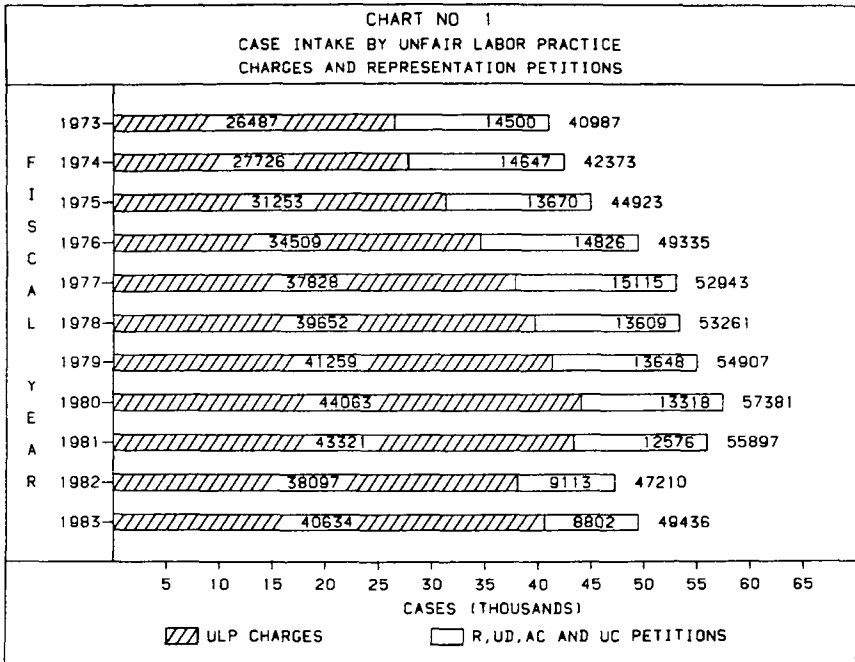 CHART NO 1
CASE INTAKE BY UNFAIR LABOR PRACTICE
CHARGES AND REPRESENTATION PETITIONS
FISCAL YEAR
1973 26487 14500 40987
1974 27726 14647 42373
1975 31253 13670 44923
1976 34509 14826 49335
1977 37828 15115 52943
1978 39652 13609 53261
1979 41259 13648 54907
1980 44063 13318 57381
1981 43321 12576 55897
1982 38097 9113 47210
1983 40634 8802 49436
5 10 15 20 25 30 35 40 45 50 55 60 65
CASES (THOUSANDS)
ULP CHARGES R,UD,AC AND UC PETITIONS